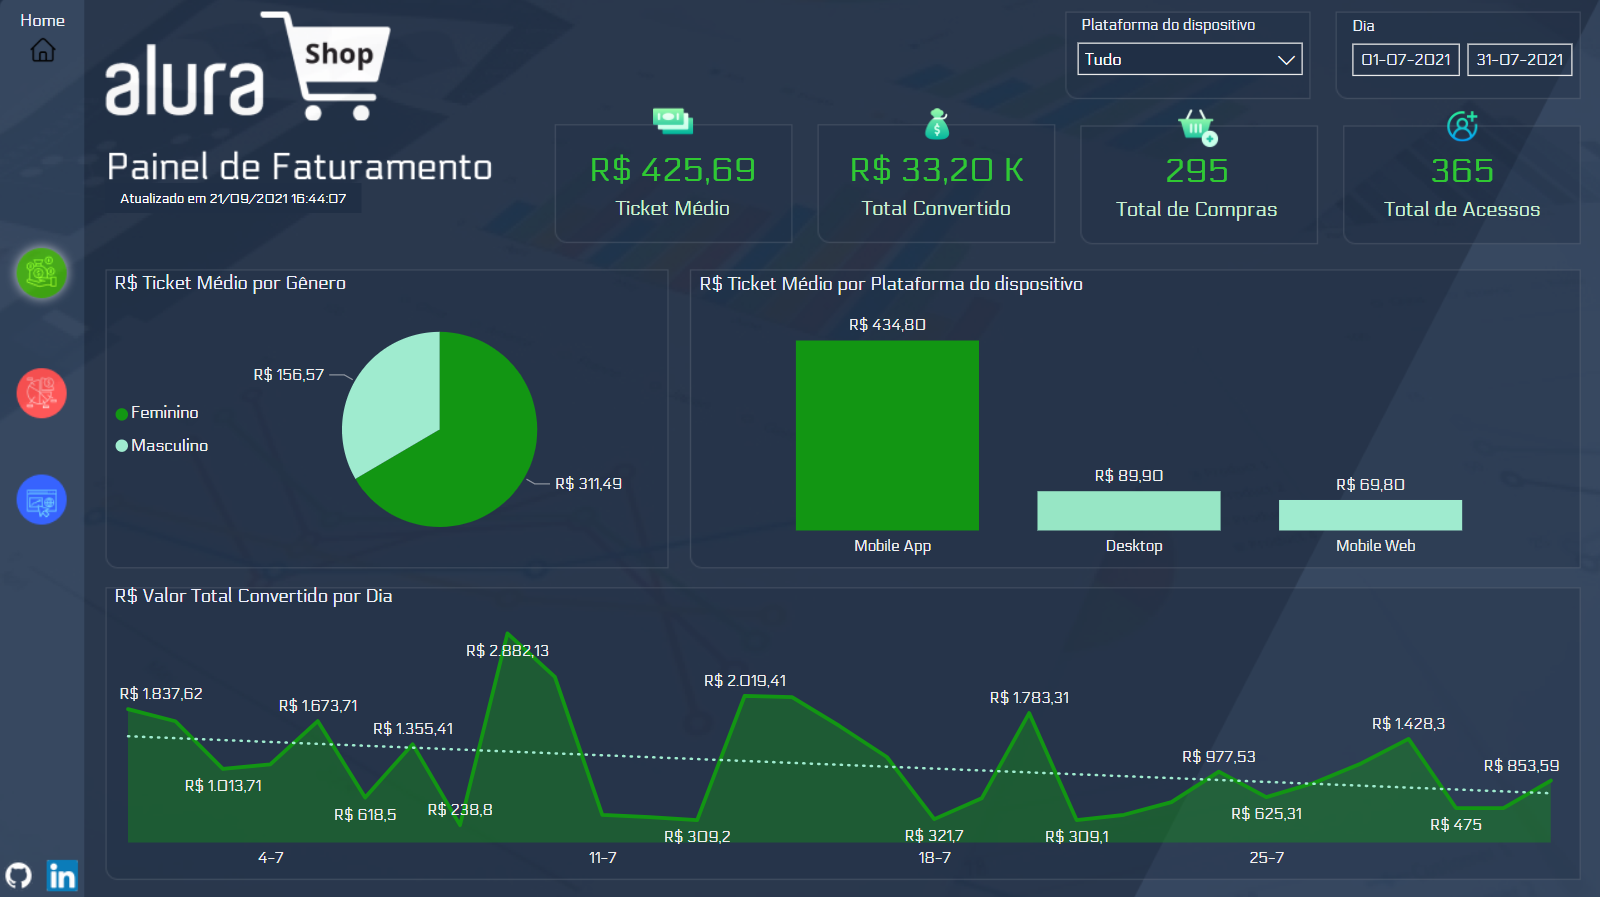 Home
alura
Shop
Painel de Faturamento
Atualizado em 21/09/2021 16:44:07
Plataforma do dispositivo
Tudo
Dia
01-07-2021
31-07-2021
R$ 425,69
Ticket Médio
R$ 33,20 K
Total Convertido
295
Total de Compras
365
Total de Acessos
R$ Ticket Médio por Gênero
R$ 156,57
Feminino
Masculino
R$ 311,49
R$ Ticket Médio por Plataforma do dispositivo
R$ 434,80
R$ 89,90
R$ 69,80
Mobile App
Desktop
Mobile Web
R$ Valor Total Convertido por Dia
R$ 1.837,62
R$ 1.013,71
R$ 1.673,71
R$ 618,5
R$ 1.355,41
R$ 238,8
R$ 2.882,13
R$ 309,2
R$ 2.019,41
R$ 321,7
R$ 1.783,31
R$ 309,1
R$ 977,53
R$ 625,31
R$ 1.428,3
R$ 475
R$ 853,59
4-7
11-7
18-7
25-7
in